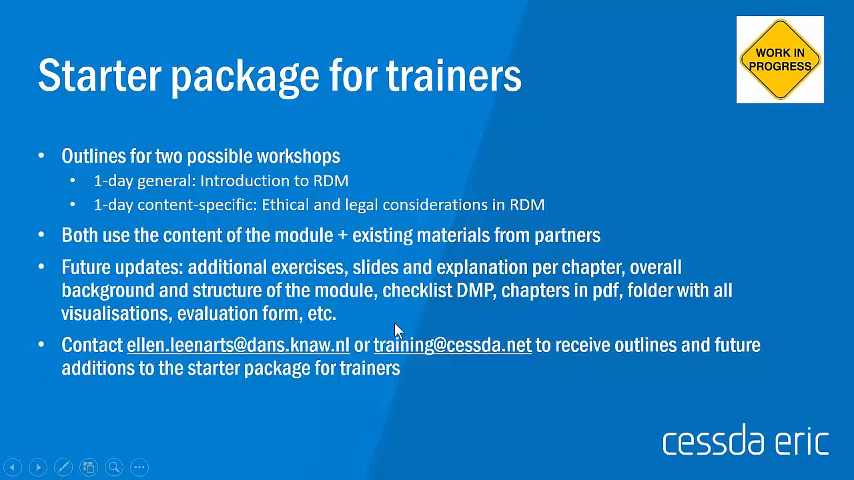 Starter package for trainers
WORK IN
PROGRESS
• Outlines for two possible workshops
• 1-day general: Introduction to RDM
• 1-day content-specific: Ethical and legal considerations in RDM
• Both use the content of the module + existing materials from partners
• Future updates: additional exercises, slides and explanation per chapter, overall
background and structure of the module, checklist DMP, chapters in pdf, folder with all
visualisations, evaluation form, etc.
• Contact ellen.leenarts@dans.knaw.nl or training@cessda.net to receive outlines and future
additions to the starter package for trainers
cessda eric